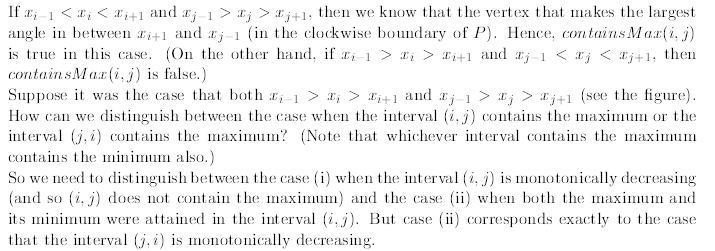 If x_{i−1} < x_i < x_{i+1} and x_{j−1} > x_j > x_{j+1}, then we know that the vertex that makes the largest
angle in between x_{i+1} and x_{j−1} (in the clockwise boundary of P). Hence, containsMax(i, j)
is true in this case. (On the other hand, if x_{i−1} > x_i > x_{i+1} and x_{j−1} < x_j < x_{j+1}, then
containsMax(i, j) is false.)
Suppose it was the case that both x_{i−1} > x_i > x_{i+1} and x_{j−1} > x_j > x_{j+1} (see the figure).
How can we distinguish between the case when the interval (i, j) contains the maximum or the
interval (j, i) contains the maximum? (Note that whichever interval contains the maximum
contains the minimum also.)
So we need to distinguish between the case (i) when the interval (i, j) is monotonically decreasing
(and so (i, j) does not contain the maximum) and the case (ii) when both the maximum and
its minimum were attained in the interval (i, j). But case (ii) corresponds exactly to the case
that the interval (j, i) is monotonically decreasing.